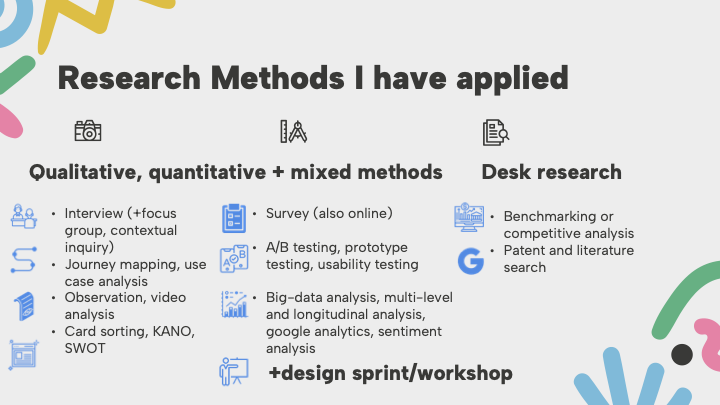 Research Methods I have applied
Qualitative, quantitative + mixed methods
• Interview (+focus
group, contextual
inquiry)
• Journey mapping, use
case analysis
• Observation, video
analysis
• Card sorting, KANO,
SWOT
• Survey (also online)
• A/B testing, prototype
testing, usability testing
• Big-data analysis, multi-level
and longitudinal analysis,
google analytics, sentiment
analysis
+design sprint/workshop
Desk research
• Benchmarking or
competitive analysis
• Patent and literature
search
A
B
G